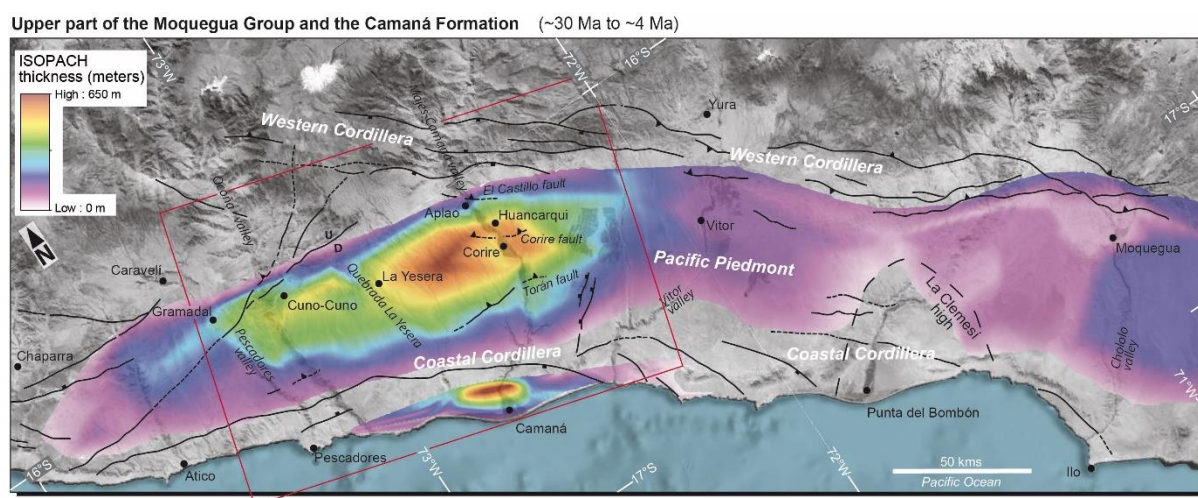 Upper part of the Moquegua Group and the Camaná Formation (~30 Ma to ~4 Ma)
ISOPACH
thickness (meters)
High : 650 m
Low : 0 m
N
73°W
72°W
16°S
17°S
Yura
Western Cordillera
Western Cordillera
Majes-Camaná valley
Ocoña Valley
El Castillo fault
Aplao
Huancarqui
Corire fault
Corire
Vitor
Moquegua
U
D
Caravelí
La Yesera
Pacific Piedmont
Torán fault
Cuno-Cuno
Quebrada La Yesera
Gramadal
Pescadores valley
Vitor valley
La Clemesi high
Chaparra
Coastal Cordillera
Coastal Cordillera
Chololo valley
71°W
Punta del Bombón
Camaná
Pescadores
73°W
72°W
50 kms
16°S
Atico
17°S
Pacific Ocean
Ilo